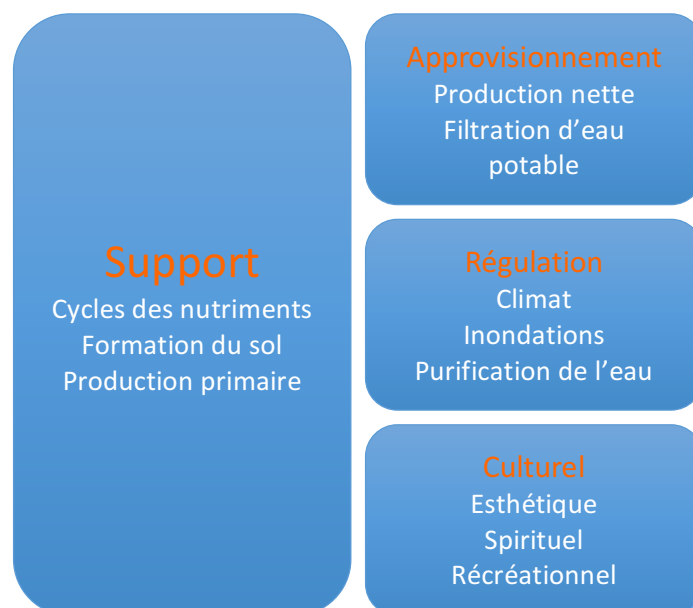 Support
Cycles des nutriments
Formation du sol
Production primaire
Approvisionnement
Production nette
Filtration d’eau
potable
Régulation
Climat
Inondations
Purification de l’eau
Culturel
Esthétique
Spirituel
Récréationnel